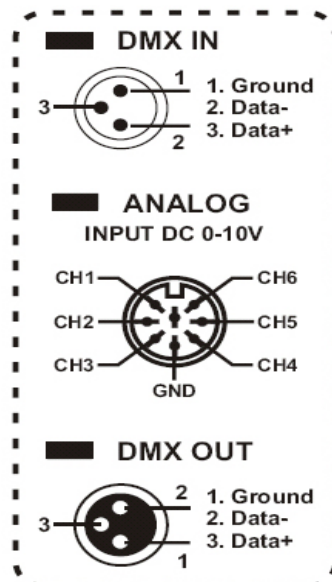 DMX IN
1
3
2
1. Ground
2. Data-
3. Data+
ANALOG
INPUT DC 0-10V
CH1 CH6
CH2 CH5
CH3 CH4
GND
DMX OUT
2
3
1
1. Ground
2. Data-
3. Data+